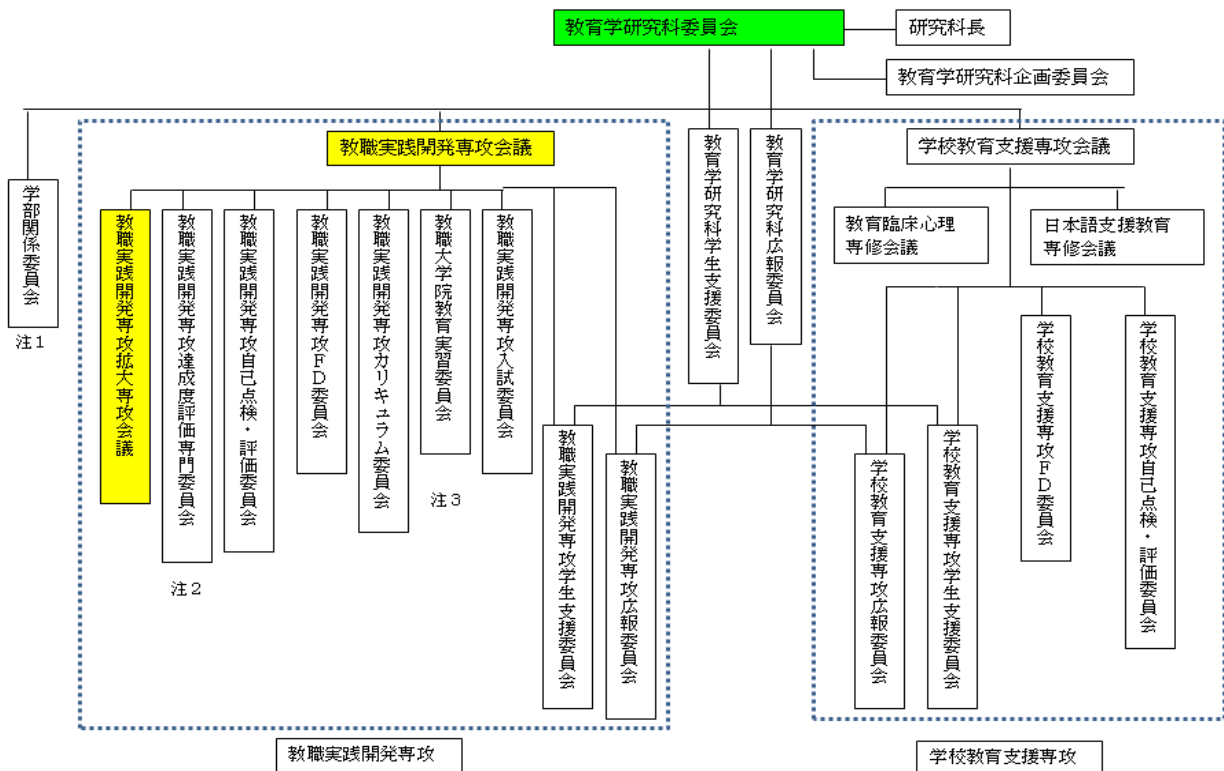 教育学研究科委員会
研究科長
教育学研究科企画委員会
教職実践開発専攻会議
学校教育支援専攻会議
学部関係委員会
注１
教職実践開発専攻拡大専攻会議
教職実践開発専攻達成度評価専門委員会
注２
教職実践開発専攻自己点検・評価委員会
教職実践開発専攻ＦＤ委員会
教職実践開発専攻カリキュラム委員会
教職大学院教育実習委員会
注３
教職実践開発専攻入試委員会
教職実践開発専攻学生支援委員会
教職実践開発専攻広報委員会
教育学研究科学生支援委員会
教育学研究科広報委員会
教育臨床心理
専修会議
日本語支援教育
専修会議
学校教育支援専攻広報委員会
学校教育支援専攻学生支援委員会
学校教育支援専攻ＦＤ委員会
学校教育支援専攻自己点検・評価委員会
教職実践開発専攻
学校教育支援専攻